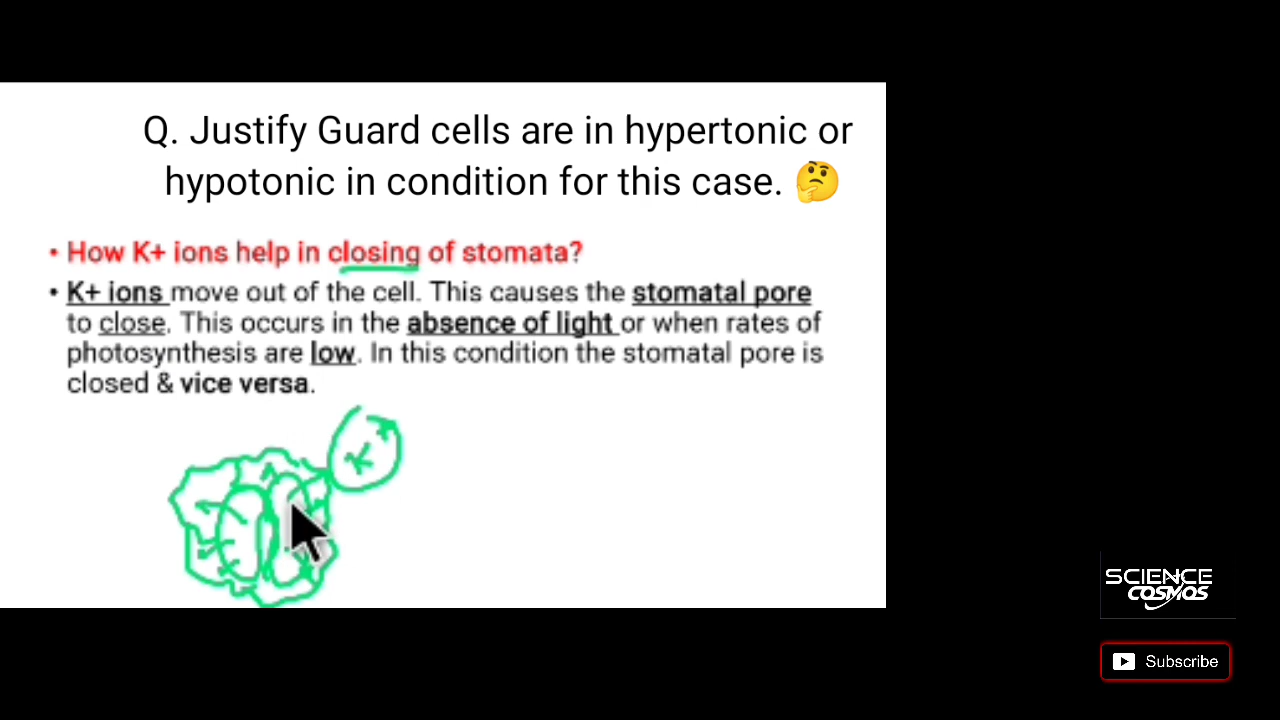 Q. Justify Guard cells are in hypertonic or
hypotonic in condition for this case. 🤔
• How K+ ions help in closing of stomata?
• K+ ions move out of the cell. This causes the stomatal pore
to close. This occurs in the absence of light or when rates of
photosynthesis are low. In this condition the stomatal pore is
closed & vice versa.
K+
SCIENCE
COSMOS
Subscribe